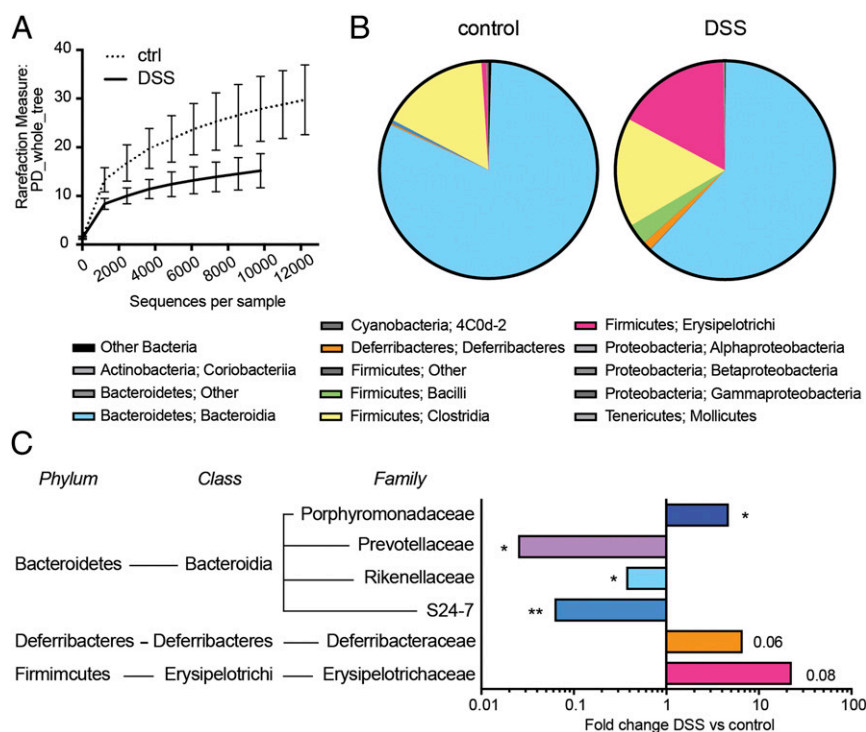 A
Rarefaction Measure:
PD_whole_tree
40
30
20
10
0
ctrl
DSS
0 2000 4000 6000 8000 10000 12000
Sequences per sample
B
control DSS
Other Bacteria
Actinobacteria; Coriobacteriia
Bacteroidetes; Other
Bacteroidetes; Bacteroidia
Cyanobacteria; 4C0d-2
Deferribacteres; Deferribacteres
Firmicutes; Other
Firmicutes; Bacilli
Firmicutes; Clostridia
Firmicutes; Erysipelotrichi
Proteobacteria; Alphaproteobacteria
Proteobacteria; Betaproteobacteria
Proteobacteria; Gammaproteobacteria
Tenericutes; Mollicutes
C
Phylum Class Family
Porphyromonadaceae *
Prevotellaceae *
Bacteroidetes Bacteroidia
Rikenellaceae *
S24-7 **
Deferribacteres Deferribacteres Deferribacteraceae 0.06
Firmimcutes Erysipelotrichi Erysipelotrichaceae 0.08
0.01 0.1 1 10 100
Fold change DSS vs control